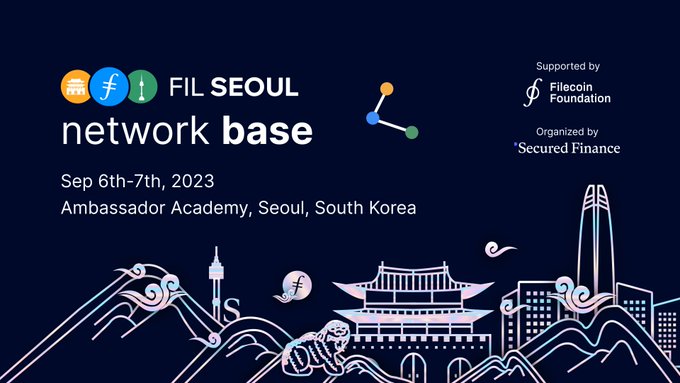 FIL SEOUL
network base
Sep 6th-7th, 2023
Ambassador Academy, Seoul, South Korea
Supported by
Filecoin
Foundation
Organized by
Secured Finance
S